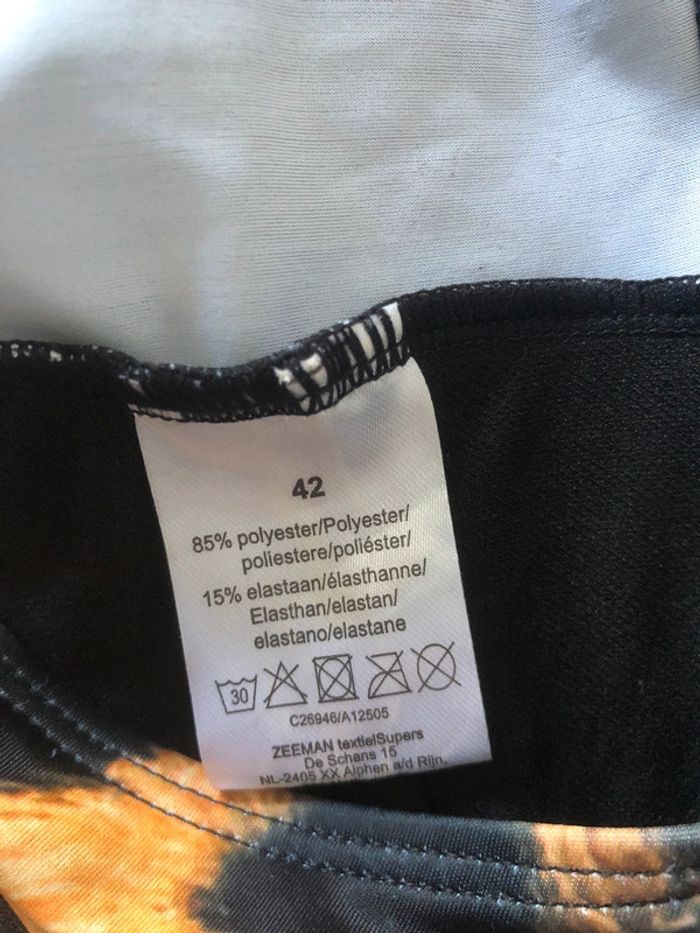 42
85% polyester/Polyester/
poliestere/poliéster/
15% elastaan/élasthanne/
Elasthan/elastan/
elastano/elastane
30
C26946/A12505
ZEEMAN textielSupers
De Schans 15
NL-2405 XX Alphen a/d Rijn.